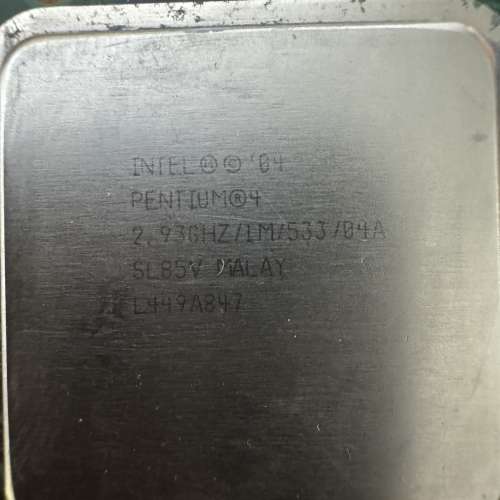 INTEL Ⓜ © '04
PENTIUM®4
2.93GHZ/1M/533/04A
SL85V MALAY
L449A847